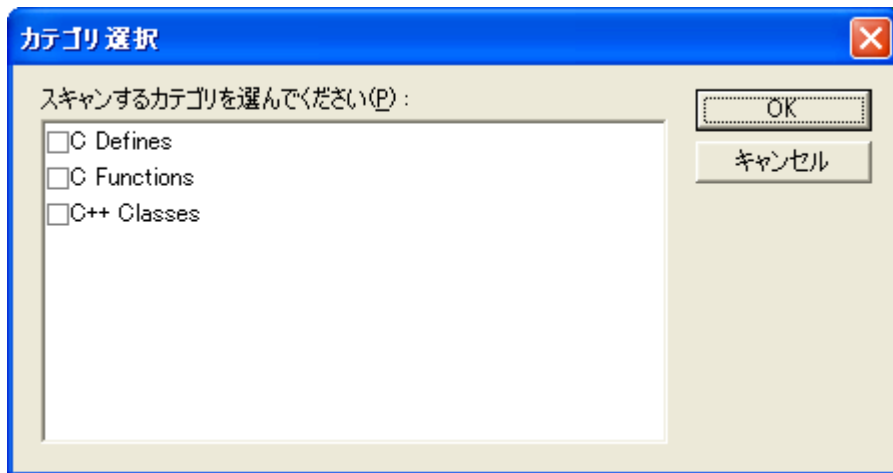 カテゴリ選択
スキャンするカテゴリを選んでください(P) :
C Defines
C Functions
C++ Classes
OK
キャンセル